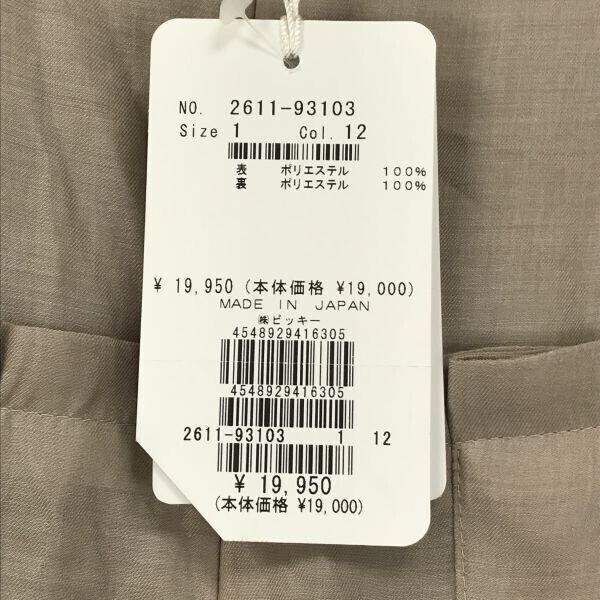 NO. 2611-93103
Size 1 Col. 12
表 ポリエステル 100%
裏 ポリエステル 100%
¥ 19,950 (本体価格 ¥19,000)
MADE IN JAPAN
㈱ビッキー
4548929416305
4548929416305
2611-93103 1 12
¥ 19,950
(本体価格 ¥19,000)